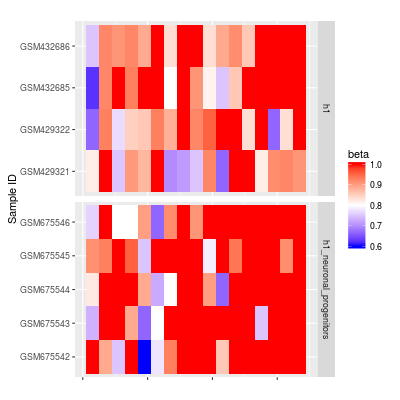 Sample ID
GSM432686
GSM432685
GSM429322
GSM429321
h1
GSM675546
GSM675545
GSM675544
GSM675543
GSM675542
h1_neuronal_progenitors
beta
1.0
0.9
0.8
0.7
0.6